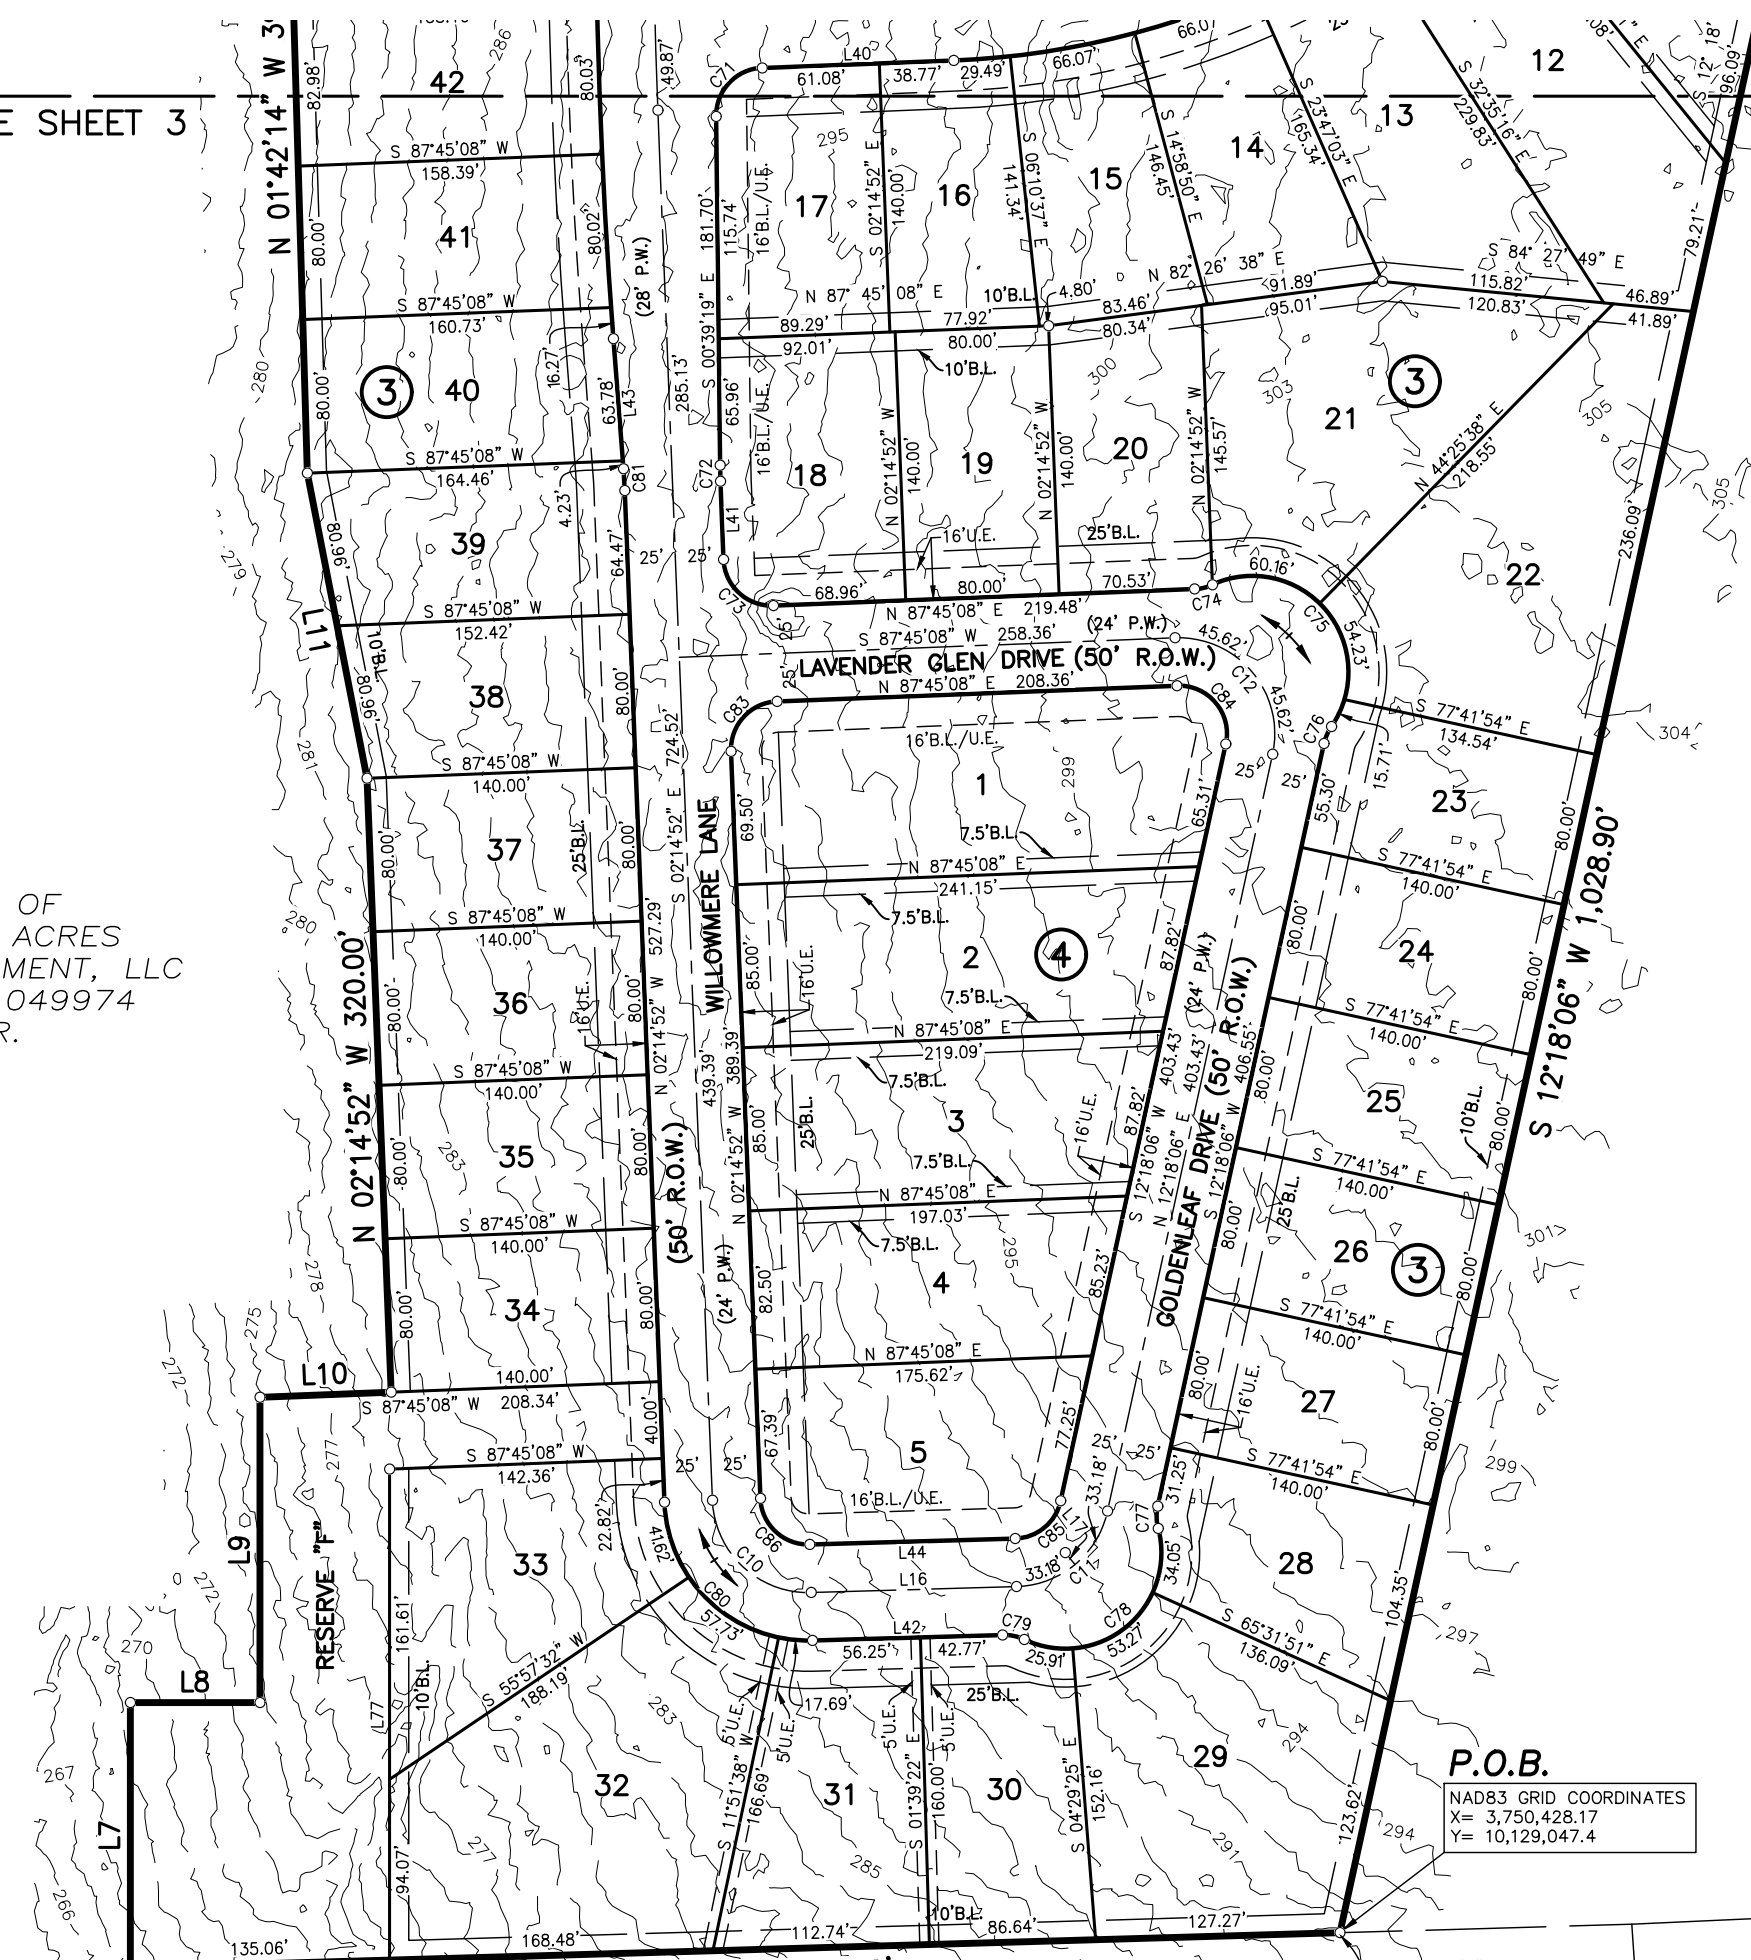 E SHEET 3
N 01°42'14" W 3
82.98'
42
286
80.03'
49.87'
C71
L40
61.08'
38.77'
29.49'
66.07'
66.0
12
S 12° 18'
96.09'
S 87°45'08" W
158.39'
295
17
16
15
14
13
S 02°14'52" E
140.00'
S 06°10'37" E
141.34'
S 14°58'50" E
146.45'
S 23°47'03" E
165.34'
S 32°35'16" E
229.83'
79.21'
80.00'
41
80.02'
(28' P.W.)
S 00°39'19" E 181.70'
115.74'
16'B.L./U.E.
S 87°45'08" W
160.73'
N 87° 45' 08" E
10'B.L.
4.80'
N 82° 26' 38" E
91.89'
S 84° 27' 49" E
115.82'
46.89'
89.29'
77.92'
83.46'
95.01'
120.83'
41.89'
92.01'
80.00'
80.34'
10'B.L.
280
80.00'
3
40
16.27'
63.78'
L43
285.13'
65.96'
16'B.L./U.E.
300
303
3
305
21
N 44°25'38" E
218.55'
S 87°45'08" W
164.46'
C81
C72
18
19
20
N 02°14'52" W
140.00'
N 02°14'52" W
140.00'
N 02°14'52" W
145.57'
305
236.09'
279
80.96'
39
4.23'
64.47'
25'
25'
L41
16'U.E.
25'B.L.
60.16'
22
L11
S 87°45'08" W
152.42'
C73
68.96'
80.00'
70.53'
C74
N 87°45'08" E 219.48'
C75
54.23'
25'
S 87°45'08" W 258.36'
(24' P.W.)
45.62'
C12
10'B.L.
80.96'
38
80.00'
LAVENDER GLEN DRIVE (50' R.O.W.)
25'
N 87°45'08" E 208.36'
C83
C84
45.62'
C76
S 77°41'54" E
134.54'
304
281
S 02°14'52" E 724.52'
16'B.L./U.E.
S 87°45'08" W
140.00'
1
299
25'
25'
15.71'
23
80.00'
37
25'B.L.
80.00'
WILLOWMERE LANE
69.50'
7.5'B.L.
65.31'
55.30'
80.00'
S 12°18'06" W 1,028.90'
N 87°45'08" E
241.15'
7.5'B.L.
S 77°41'54" E
140.00'
OF
ACRES
MENT, LLC
049974
R.
280
S 87°45'08" W
140.00'
N 02°14'52" W 527.29'
2
4
87.82'
80.00'
24
N 02°14'52" W 320.00'
80.00'
36
16'U.E.
80.00'
85.00'
16'U.E.
7.5'B.L.
(24' P.W.)
80.00'
N 87°45'08" E
219.09'
7.5'B.L.
S 77°41'54" E
140.00'
S 87°45'08" W
140.00'
439.39'
N 02°14'52" W 389.39'
85.00'
25'B.L.
3
87.82'
16'U.E.
S 12°18'06" W 403.43'
N 12°18'06" E 403.43'
S 12°18'06" W 406.55'
GOLDENLEAF DRIVE (50' R.O.W.)
80.00'
25
10'B.L.
80.00'
80.00'
283
35
80.00'
(50' R.O.W.)
7.5'B.L.
N 87°45'08" E
197.03'
7.5'B.L.
S 77°41'54" E
140.00'
25'B.L.
S 87°45'08" W
140.00'
278
80.00'
34
80.00'
(24' P.W.)
82.50'
4
295
85.23'
80.00'
26
3
80.00'
301
275
272
S 77°41'54" E
140.00'
L10
140.00'
S 87°45'08" W 208.34'
N 87°45'08" E
175.62'
80.00'
16'U.E.
27
80.00'
277
40.00'
67.39'
77.25'
S 87°45'08" W
142.36'
25'
25'
5
25'
25'
S 77°41'54" E
140.00'
299
L9
RESERVE "F"
272
33
22.82'
41.62'
16'B.L./U.E.
33.18'
L17
31.25'
C77
C10
C86
C85
L44
C11
33.18'
L16
34.05'
28
161.61'
C80
57.73'
L42
C79
C78
53.27'
S 65°31'51" E
136.09'
104.35'
297
270
L8
S 55°57'32" W
188.19'
56.25'
42.77'
25.91'
L77
10'B.L.
283
17.69'
25'B.L.
294
5'U.E.
5'U.E.
5'U.E.
5'U.E.
267
32
31
30
29
S 11°51'38" W
166.69'
S 01°39'22" E
160.00'
S 04°29'25" E
152.16'
P.O.B.
NAD83 GRID COORDINATES
X= 3,750,428.17
Y= 10,129,047.4
L7
277
285
291
294
123.62'
94.07'
266
10'B.L.
135.06'
168.48'
112.74'
86.64'
127.27'